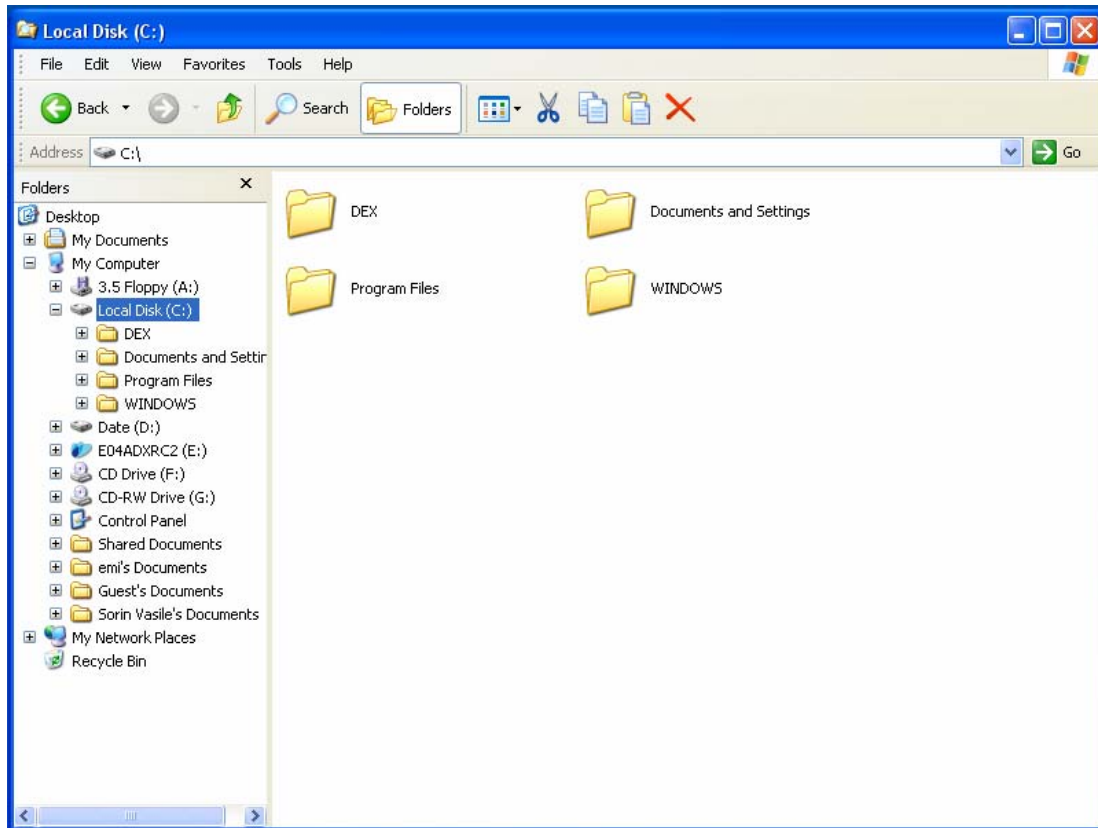 Local Disk (C:)
File Edit View Favorites Tools Help
Back Search Folders
Address C:\ Go
Folders
Desktop
My Documents
My Computer
3.5 Floppy (A:)
Local Disk (C:)
DEX
Documents and Settin
Program Files
WINDOWS
Date (D:)
E04ADXRC2 (E:)
CD Drive (F:)
CD-RW Drive (G:)
Control Panel
Shared Documents
emi's Documents
Guest's Documents
Sorin Vasile's Documents
My Network Places
Recycle Bin
DEX Documents and Settings
Program Files WINDOWS